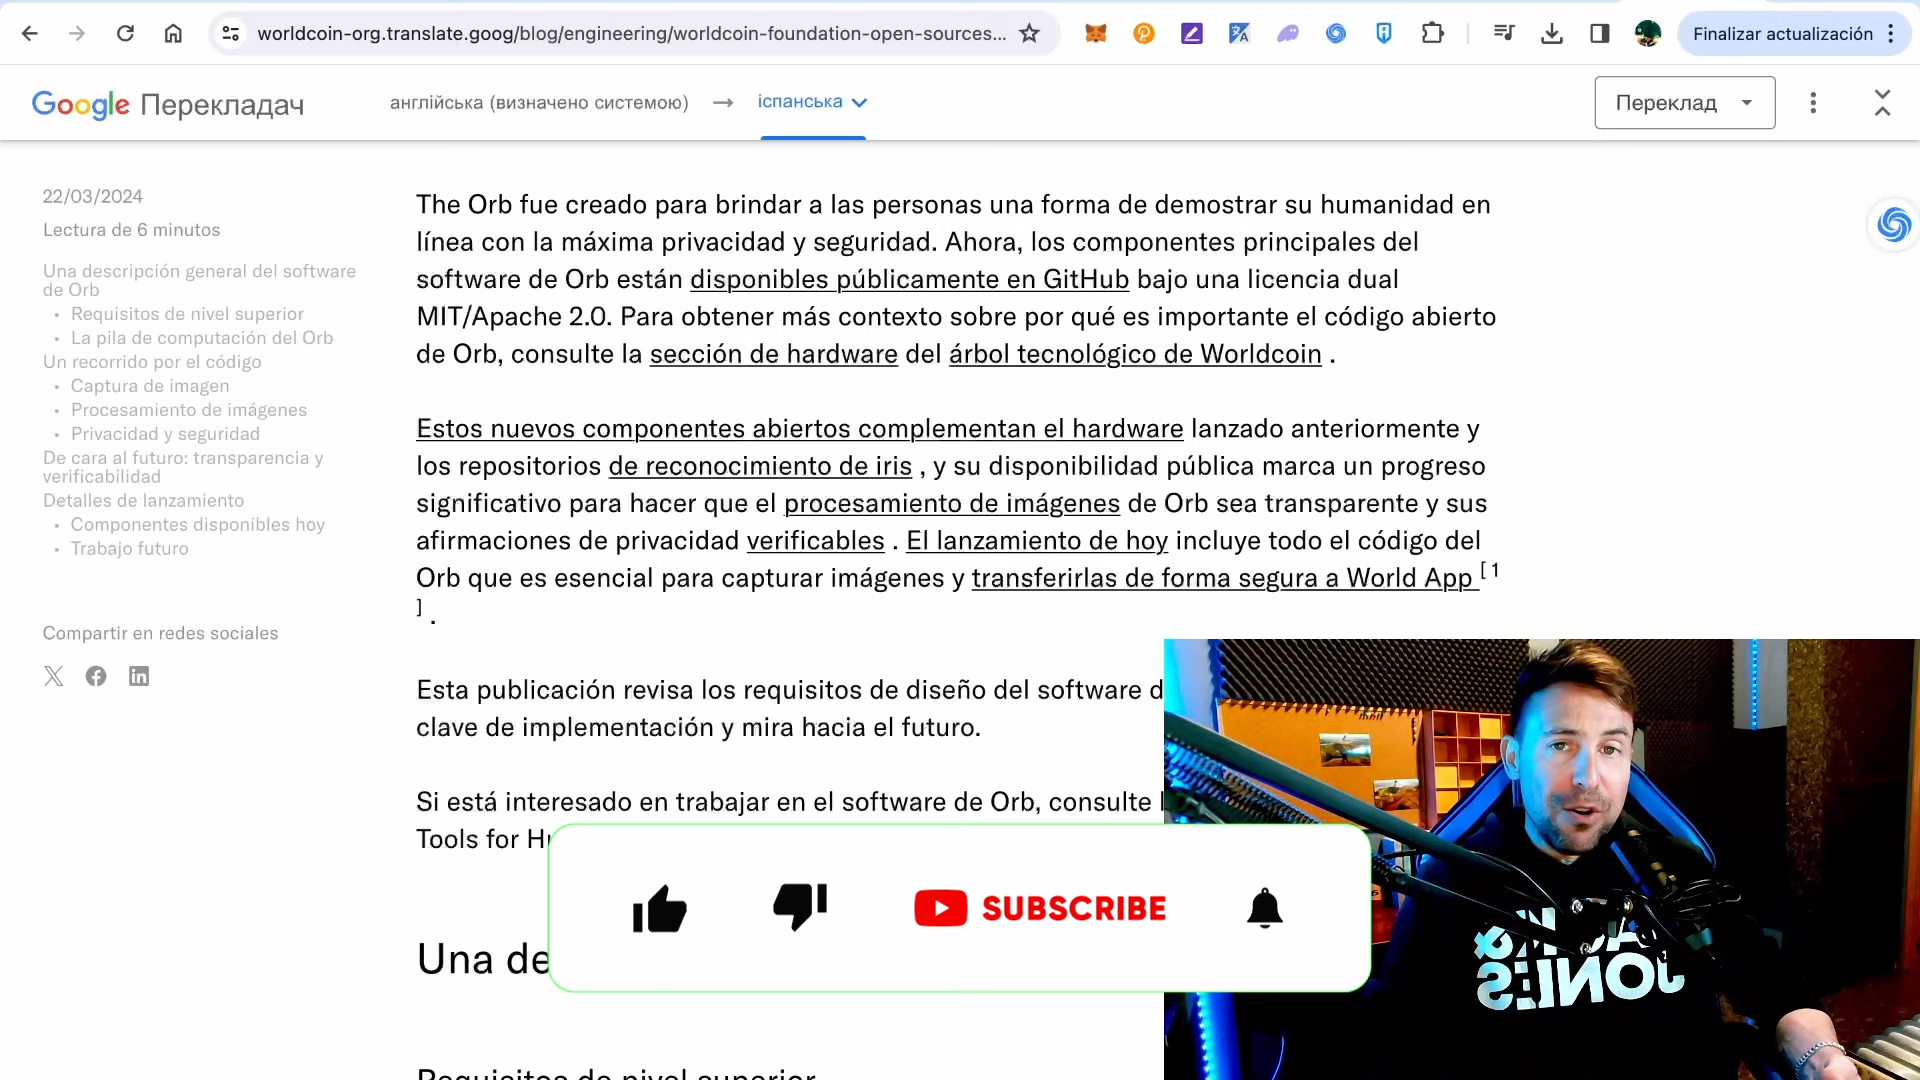 worldcoin-org.translate.goog/blog/engineering/worldcoin-foundation-open-sources...
Finalizar actualización
Google Перекладач
англійська (визначено системою) → іспанська
Переклад
22/03/2024
Lectura de 6 minutos
Una descripción general del software
de Orb
• Requisitos de nivel superior
• La pila de computación del Orb
Un recorrido por el código
• Captura de imagen
• Procesamiento de imágenes
• Privacidad y seguridad
De cara al futuro: transparencia y
verificabilidad
Detalles de lanzamiento
• Componentes disponibles hoy
• Trabajo futuro
Compartir en redes sociales
The Orb fue creado para brindar a las personas una forma de demostrar su humanidad en
línea con la máxima privacidad y seguridad. Ahora, los componentes principales del
software de Orb están disponibles públicamente en GitHub bajo una licencia dual
MIT/Apache 2.0. Para obtener más contexto sobre por qué es importante el código abierto
de Orb, consulte la sección de hardware del árbol tecnológico de Worldcoin .
Estos nuevos componentes abiertos complementan el hardware lanzado anteriormente y
los repositorios de reconocimiento de iris , y su disponibilidad pública marca un progreso
significativo para hacer que el procesamiento de imágenes de Orb sea transparente y sus
afirmaciones de privacidad verificables . El lanzamiento de hoy incluye todo el código del
Orb que es esencial para capturar imágenes y transferirlas de forma segura a World App [ 1
] .
Esta publicación revisa los requisitos de diseño del software d
clave de implementación y mira hacia el futuro.
Si está interesado en trabajar en el software de Orb, consulte l
Tools for H
Una de
Requisitos de nivel superior
SUBSCRIBE
JONES